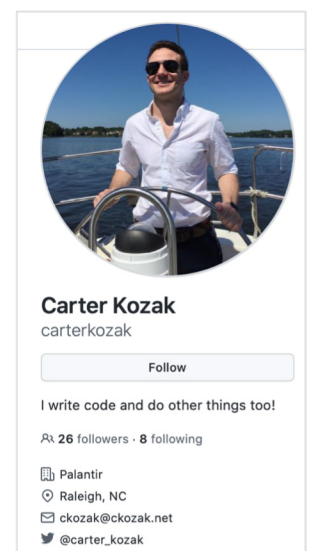 Carter Kozak
carterkozak
Follow
I write code and do other things too!
26 followers · 8 following
Palantir
Raleigh, NC
ckozak@ckozak.net
@carter_kozak